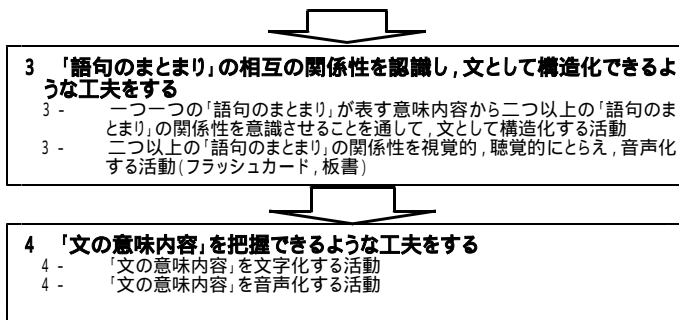 3 「語句のまとまり」の相互の関係性を認識し,文として構造化できるよ
うな工夫をする
3- 一つ一つの「語句のまとまり」が表す意味内容から二つ以上の「語句のま
とまり」の関係性を意識させることを通して,文として構造化する活動
3- 二つ以上の「語句のまとまり」の関係性を視覚的,聴覚的にとらえ,音声化
する活動(フラッシュカード,板書)
4 「文の意味内容」を把握できるような工夫をする
4- 「文の意味内容」を文字化する活動
4- 「文の意味内容」を音声化する活動